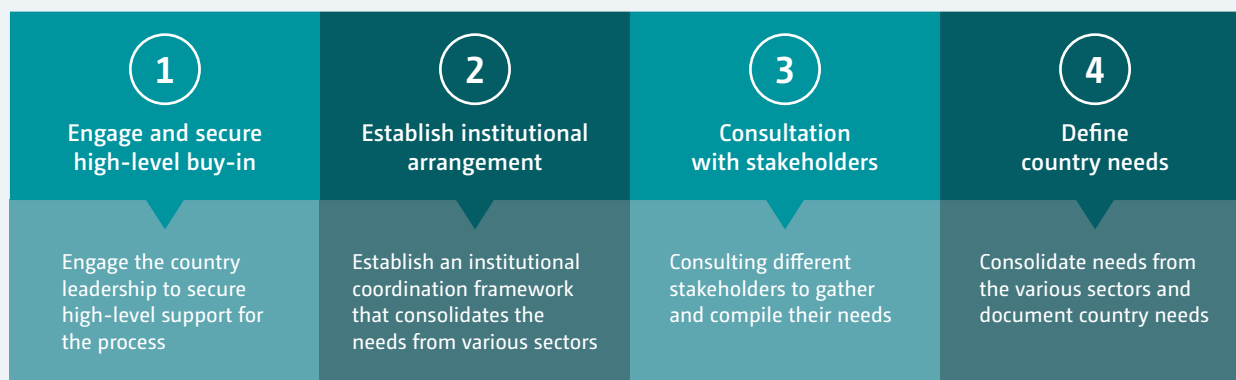 1
Engage and secure
high-level buy-in
Engage the country
leadership to secure
high-level support for
the process
2
Establish institutional
arrangement
Establish an institutional
coordination framework
that consolidates the
needs from various sectors
3
Consultation
with stakeholders
Consulting different
stakeholders to gather
and compile their needs
4
Define
country needs
Consolidate needs from
the various sectors and
document country needs